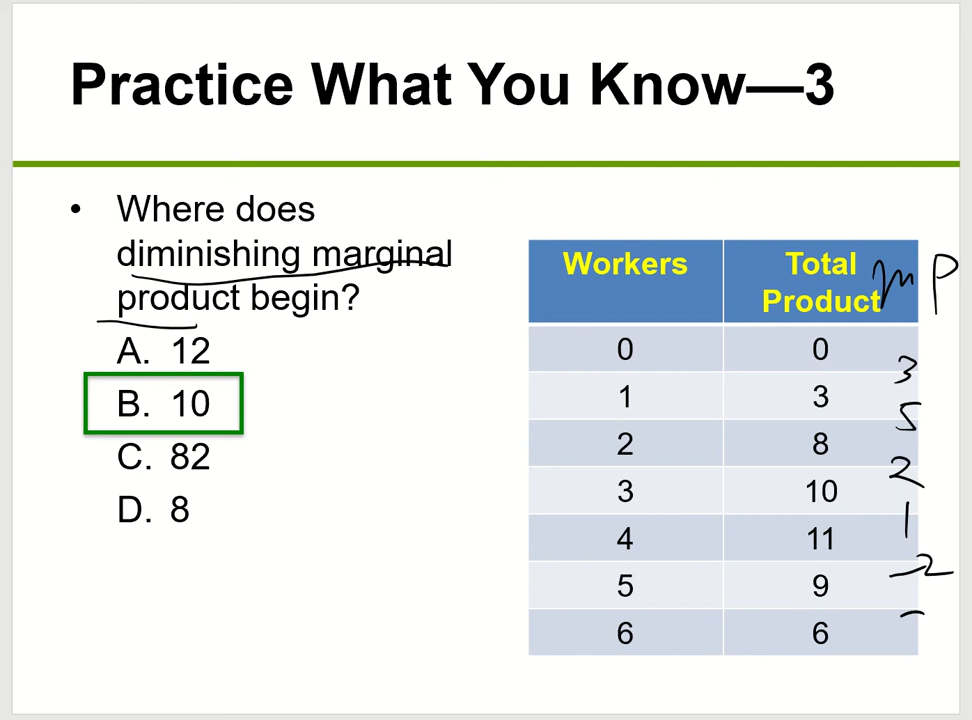 Practice What You Know—3
• Where does
diminishing marginal
product begin?
A. 12
B. 10
C. 82
D. 8
Workers Total Product MP
0 0
3
1 3
5
2 8
2
3 10
1
4 11
-2
5 9
-
6 6